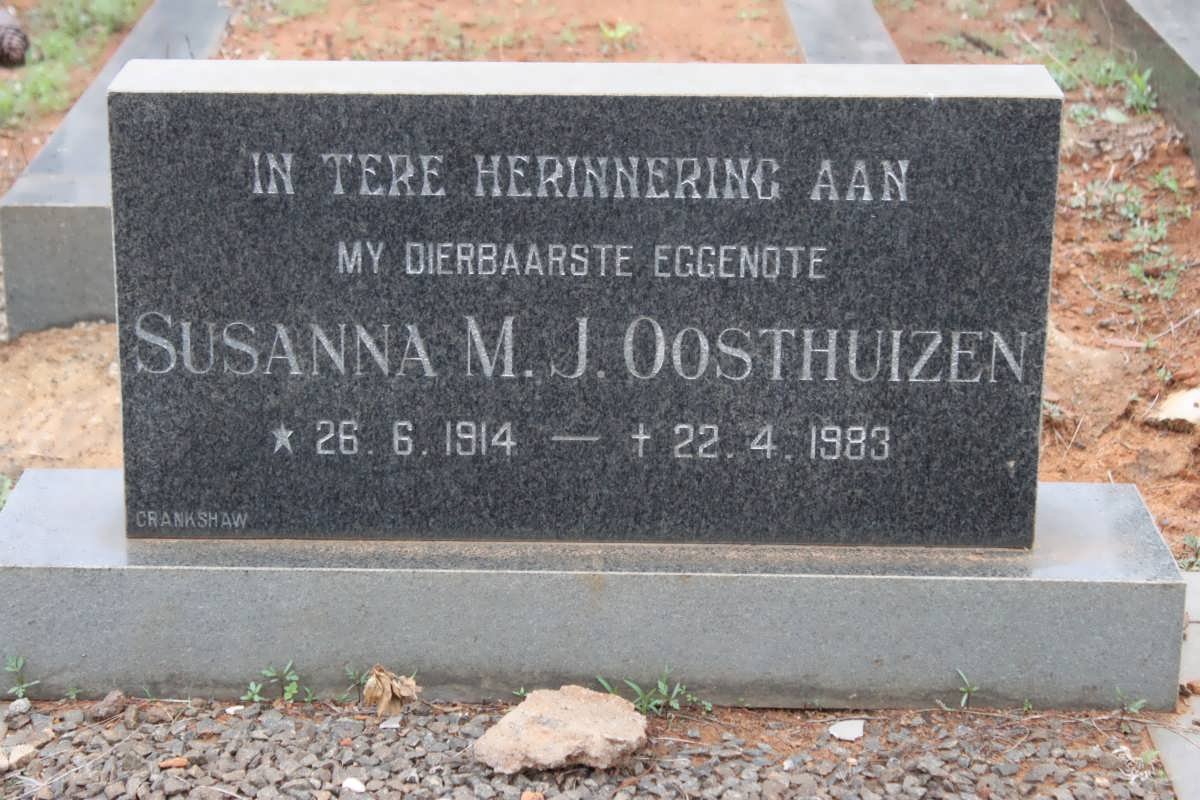 IN TERE HERINNERING AAN
MY DIERBAARSTE EGGENOTE
SUSANNA M. J. OOSTHUIZEN
★ 26. 6. 1914 — † 22. 4. 1983
CRANKSHAW